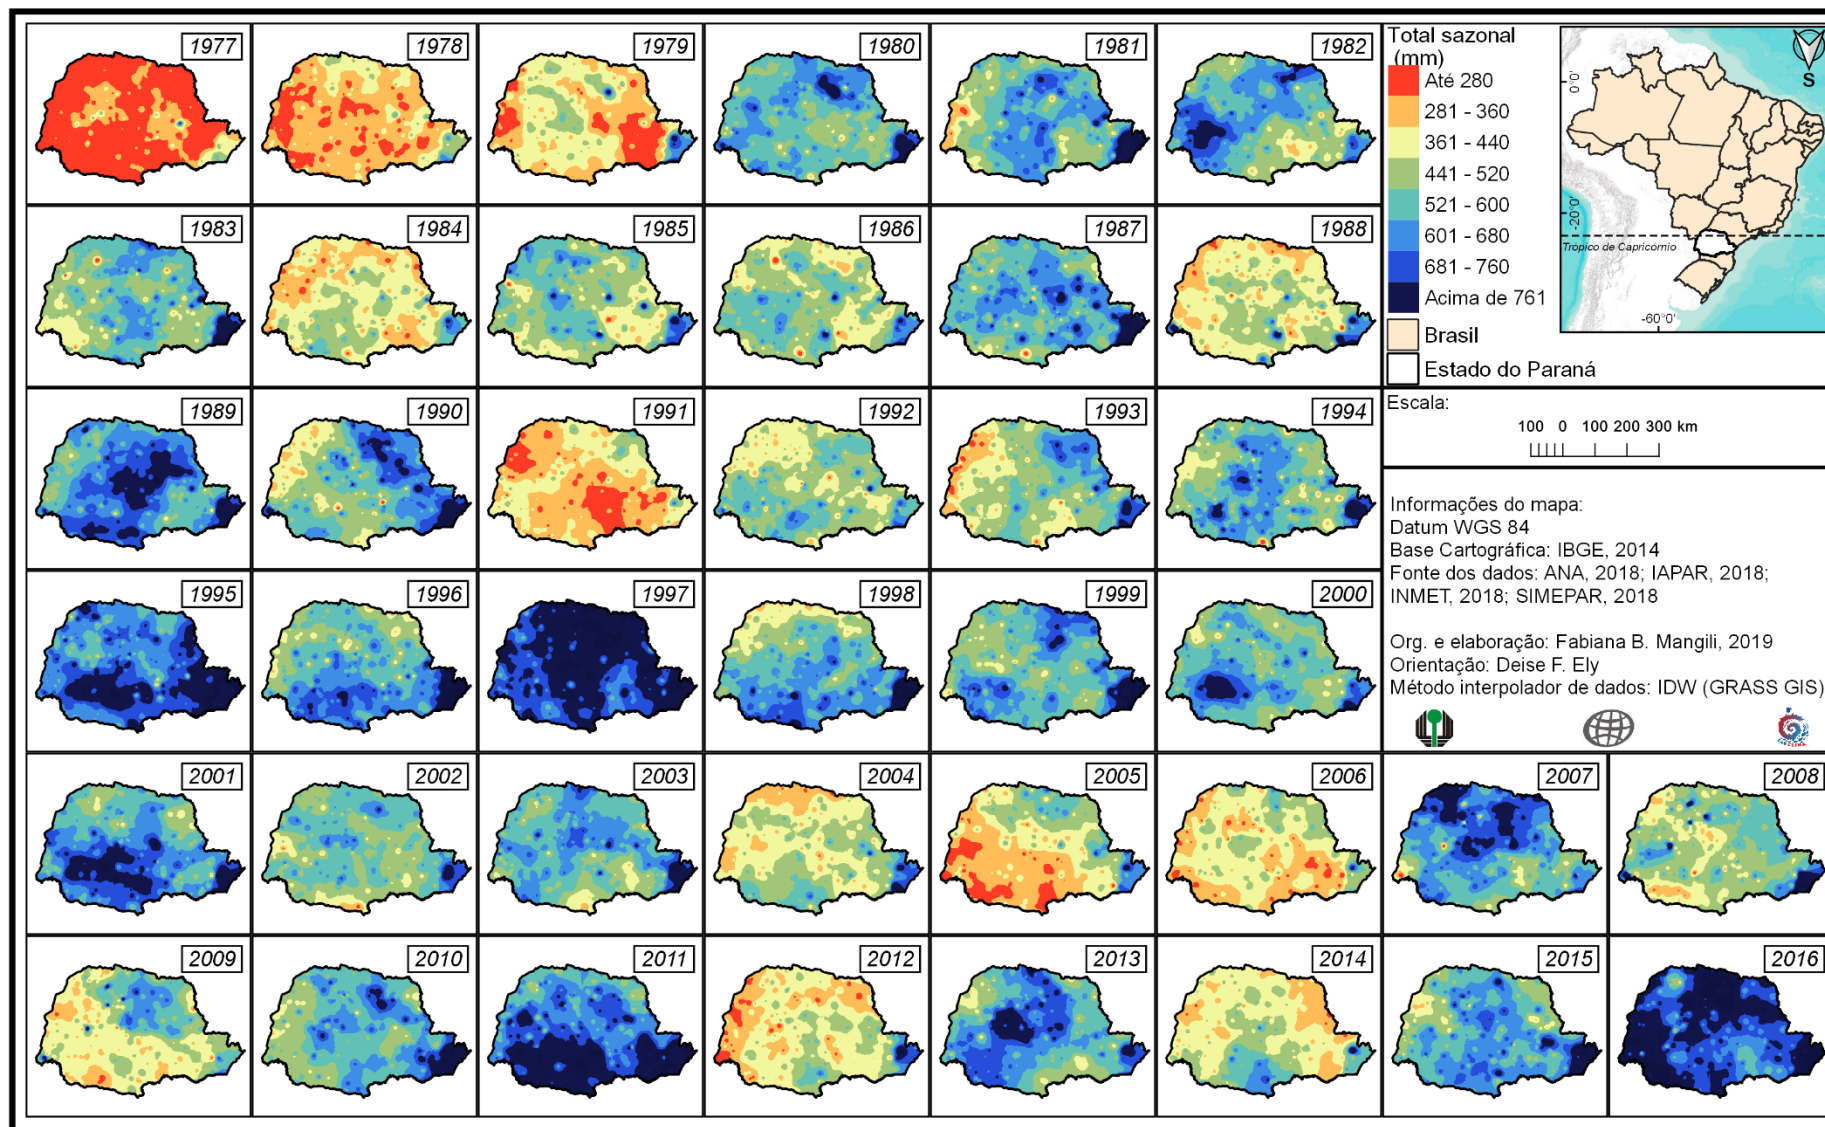 1977
1978
1979
1980
1981
1982
1983
1984
1985
1986
1987
1988
1989
1990
1991
1992
1993
1994
1995
1996
1997
1998
1999
2000
2001
2002
2003
2004
2005
2006
2007
2008
2009
2010
2011
2012
2013
2014
2015
2016
Total sazonal
(mm)
Até 280
281 - 360
361 - 440
441 - 520
521 - 600
601 - 680
681 - 760
Acima de 761
Brasil
Estado do Paraná
0°0'
-20°0'
Trópico de Capricórnio
-60°0'
S
Escala:
100 0 100 200 300 km
Informações do mapa:
Datum WGS 84
Base Cartográfica: IBGE, 2014
Fonte dos dados: ANA, 2018; IAPAR, 2018;
INMET, 2018; SIMEPAR, 2018
Org. e elaboração: Fabiana B. Mangili, 2019
Orientação: Deise F. Ely
Método interpolador de dados: IDW (GRASS GIS)